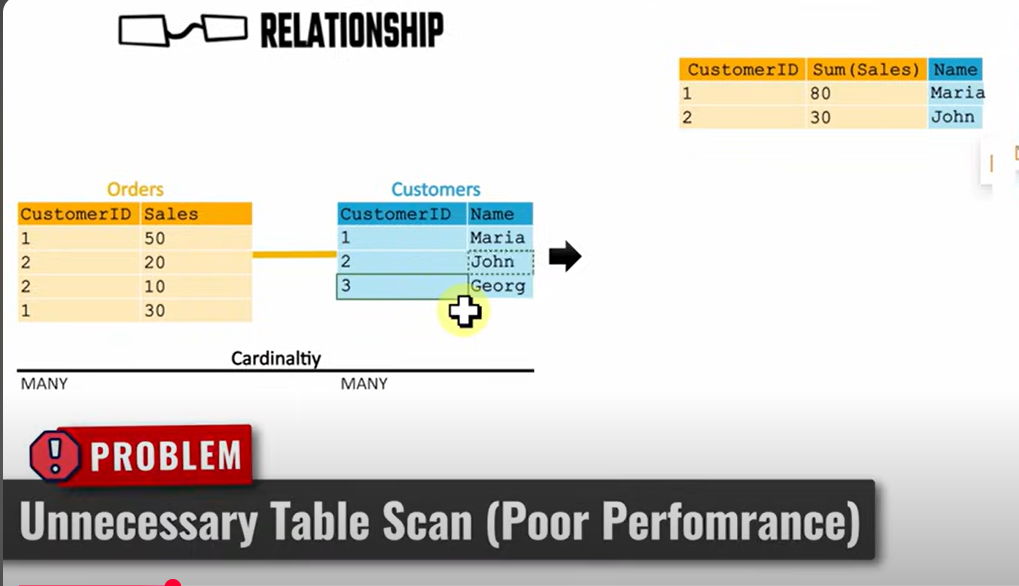 RELATIONSHIP
CustomerID Sum(Sales) Name
1 80 Maria
2 30 John
Orders
CustomerID Sales
1 50
2 20
2 10
1 30
Customers
CustomerID Name
1 Maria
2 John
3 Georg
Cardinaltiy
MANY MANY
PROBLEM
Unnecessary Table Scan (Poor Perfomrance)